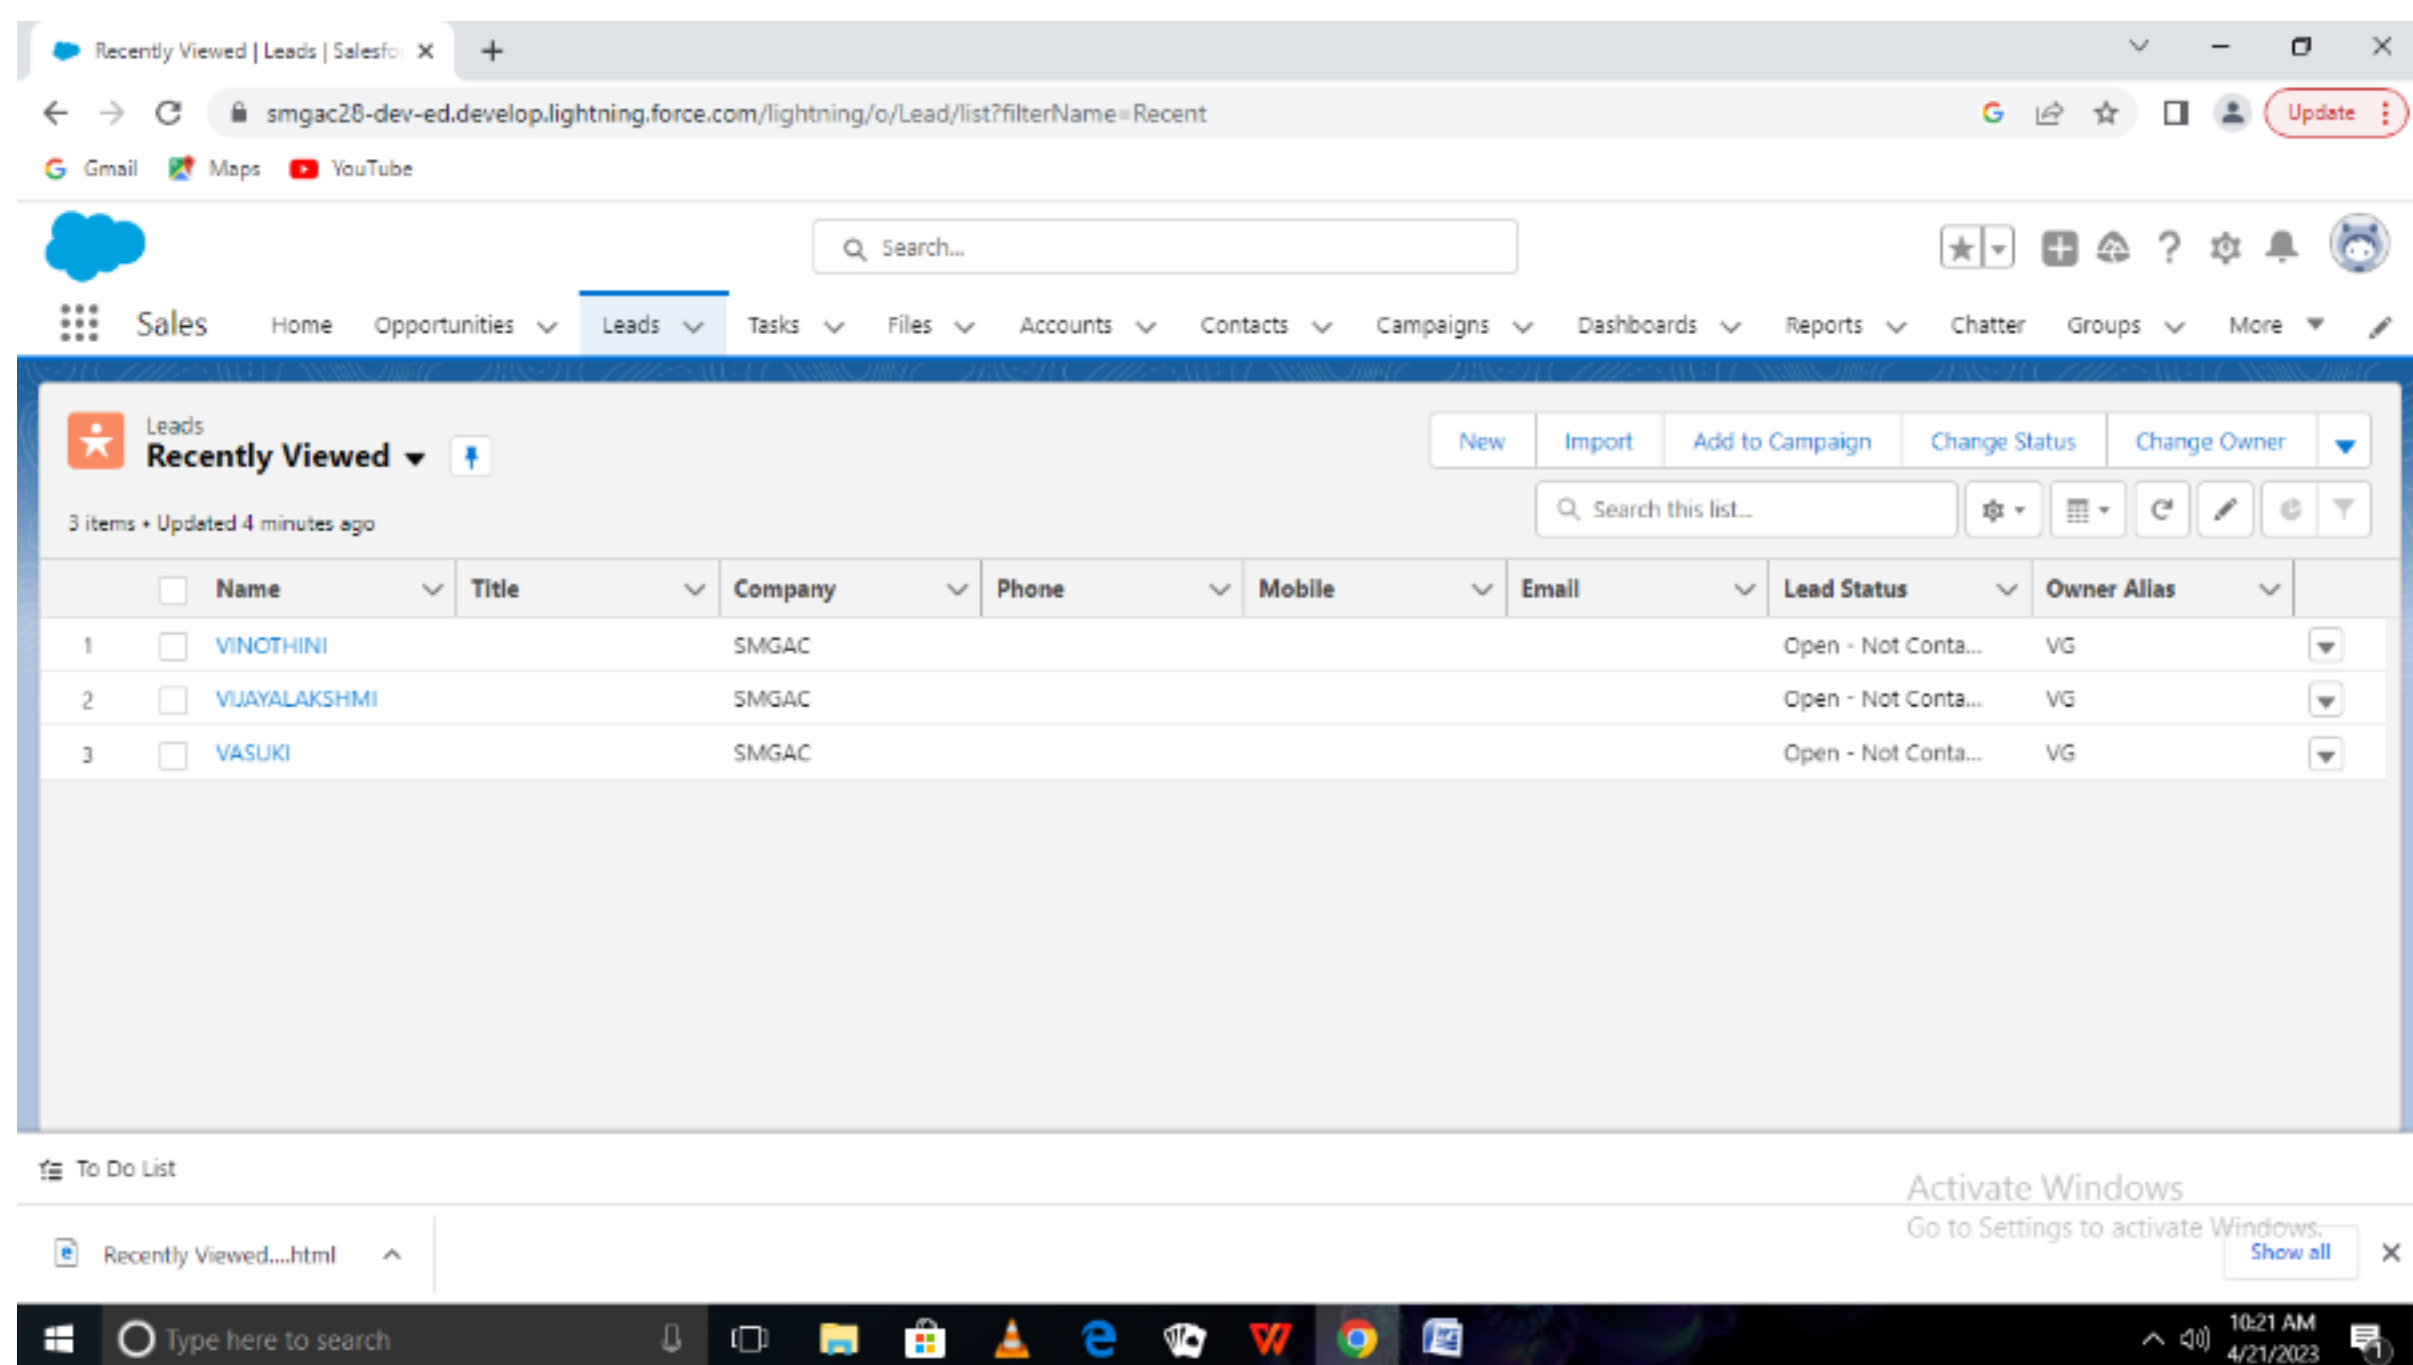 Recently Viewed | Leads | Salesfo
smgac28-dev-ed.develop.lightning.force.com/lightning/o/Lead/list?filterName=Recent
Update
Gmail Maps YouTube
Search...
Sales Home Opportunities Leads Tasks Files Accounts Contacts Campaigns Dashboards Reports Chatter Groups More
Leads
Recently Viewed
New Import Add to Campaign Change Status Change Owner
3 items • Updated 4 minutes ago
Search this list...
Name Title Company Phone Mobile Email Lead Status Owner Alias
1 VINOTHINI SMGAC Open - Not Conta... VG
2 VIJAYALAKSHMI SMGAC Open - Not Conta... VG
3 VASUKI SMGAC Open - Not Conta... VG
To Do List
Activate Windows
Go to Settings to activate Windows.
Recently Viewed....html
Show all
Type here to search
10:21 AM
4/21/2023
1